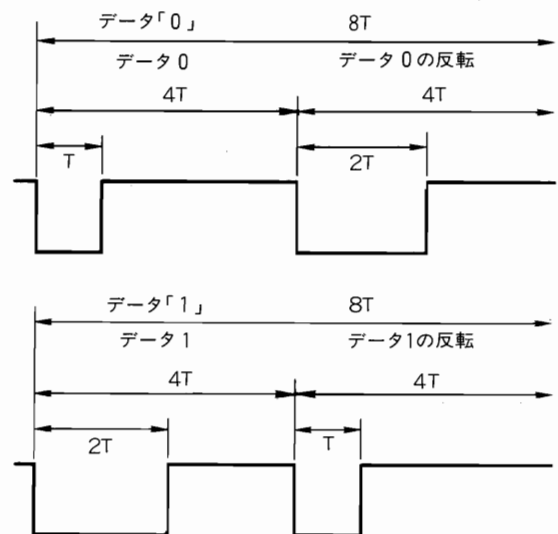 データ「0」 8T
データ0 データ0の反転
4T 4T
T 2T
データ「1」 8T
データ1 データ1の反転
4T 4T
2T T